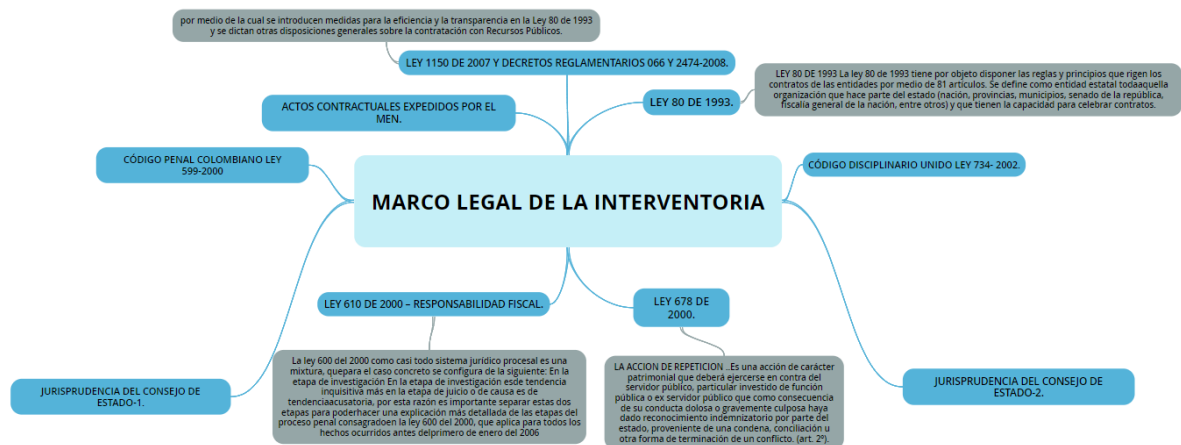 por medio de la cual se introducen medidas para la eficiencia y la transparencia en la Ley 80 de 1993
y se dictan otras disposiciones generales sobre la contratación con Recursos Públicos.
LEY 1150 DE 2007 Y DECRETOS REGLAMENTARIOS 066 Y 2474-2008.
LEY 80 DE 1993 La ley 80 de 1993 tiene por objeto disponer las reglas y principios que rigen los
contratos de las entidades por medio de 81 artículos. Se define como entidad estatal todaaquella
organización que hace parte del estado (nación, provincias, municipios, senado de la república,
fiscalía general de la nación, entre otros) y que tienen la capacidad para celebrar contratos.
LEY 80 DE 1993.
ACTOS CONTRACTUALES EXPEDIDOS POR EL
MEN.
CÓDIGO PENAL COLOMBIANO LEY
599-2000
CÓDIGO DISCIPLINARIO UNIDO LEY 734- 2002.
MARCO LEGAL DE LA INTERVENTORIA
LEY 610 DE 2000 – RESPONSABILIDAD FISCAL.
LEY 678 DE
2000.
La ley 600 del 2000 como casi todo sistema jurídico procesal es una
mixtura, quepara el caso concreto se configura de la siguiente: En la
etapa de investigación En la etapa de investigación esde tendencia
inquisitiva más en la etapa de juicio o de causa es de
tendenciaacusatoria, por esta razón es importante separar estas dos
etapas para poderhacer una explicación más detallada de las etapas del
proceso penal consagradoen la ley 600 del 2000, que aplica para todos los
hechos ocurridos antes delprimero de enero del 2006
LA ACCION DE REPETICION ..Es una acción de carácter
patrimonial que deberá ejercerse en contra del
servidor público, particular investido de función
pública o ex servidor público que como consecuencia
de su conducta dolosa o gravemente culposa haya
dado reconocimiento indemnizatorio por parte del
estado, proveniente de una condena, conciliación u
otra forma de terminación de un conflicto. (art. 2º).
JURISPRUDENCIA DEL CONSEJO DE
ESTADO-1.
JURISPRUDENCIA DEL CONSEJO DE
ESTADO-2.